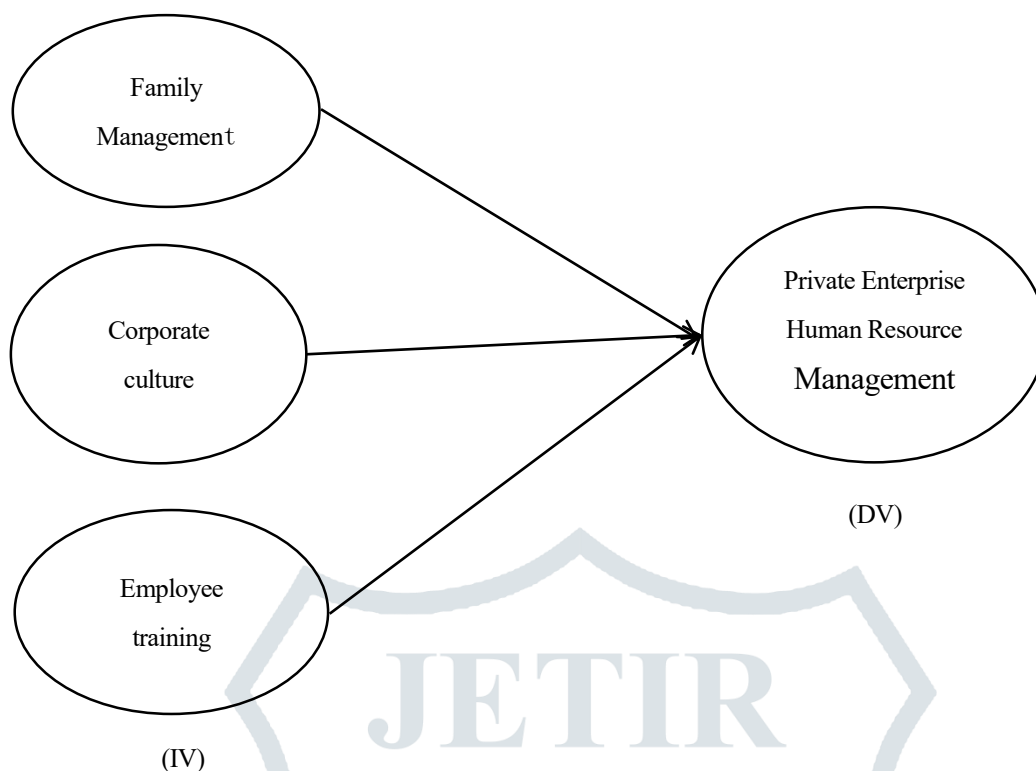 Family
Management
Corporate
culture
Employee
training
(IV)
Private Enterprise
Human Resource
Management
(DV)
JETIR